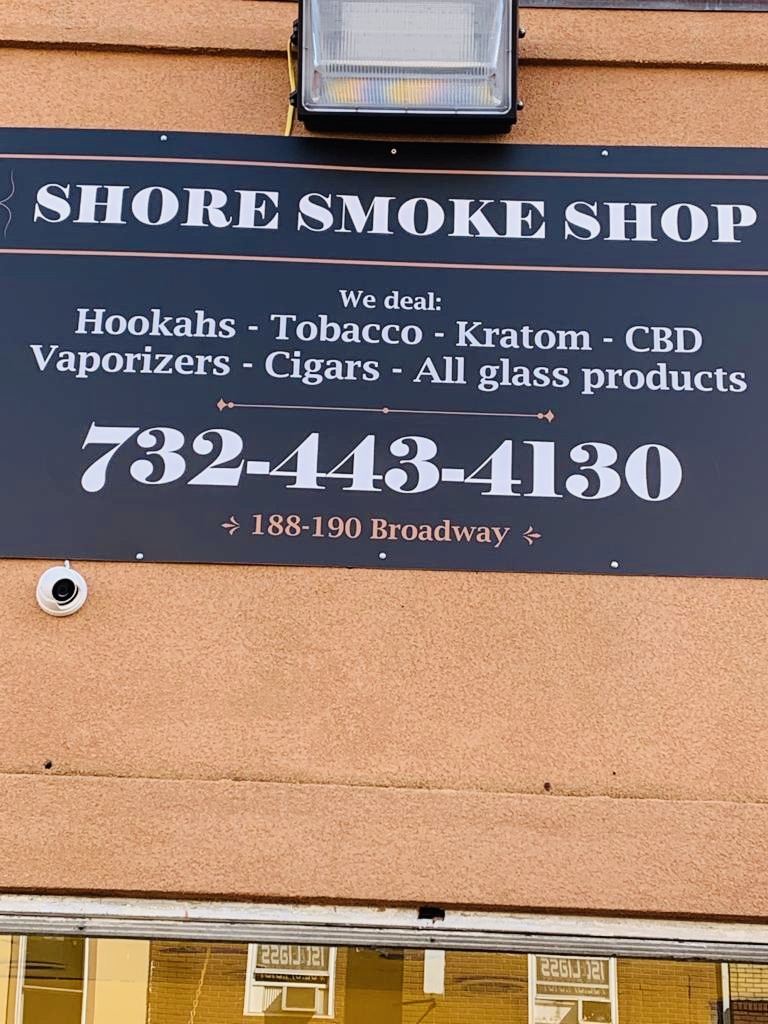 SHORE SMOKE SHOP
We deal:
Hookahs - Tobacco - Kratom - CBD
Vaporizers - Cigars - All glass products
732-443-4130
188-190 Broadway